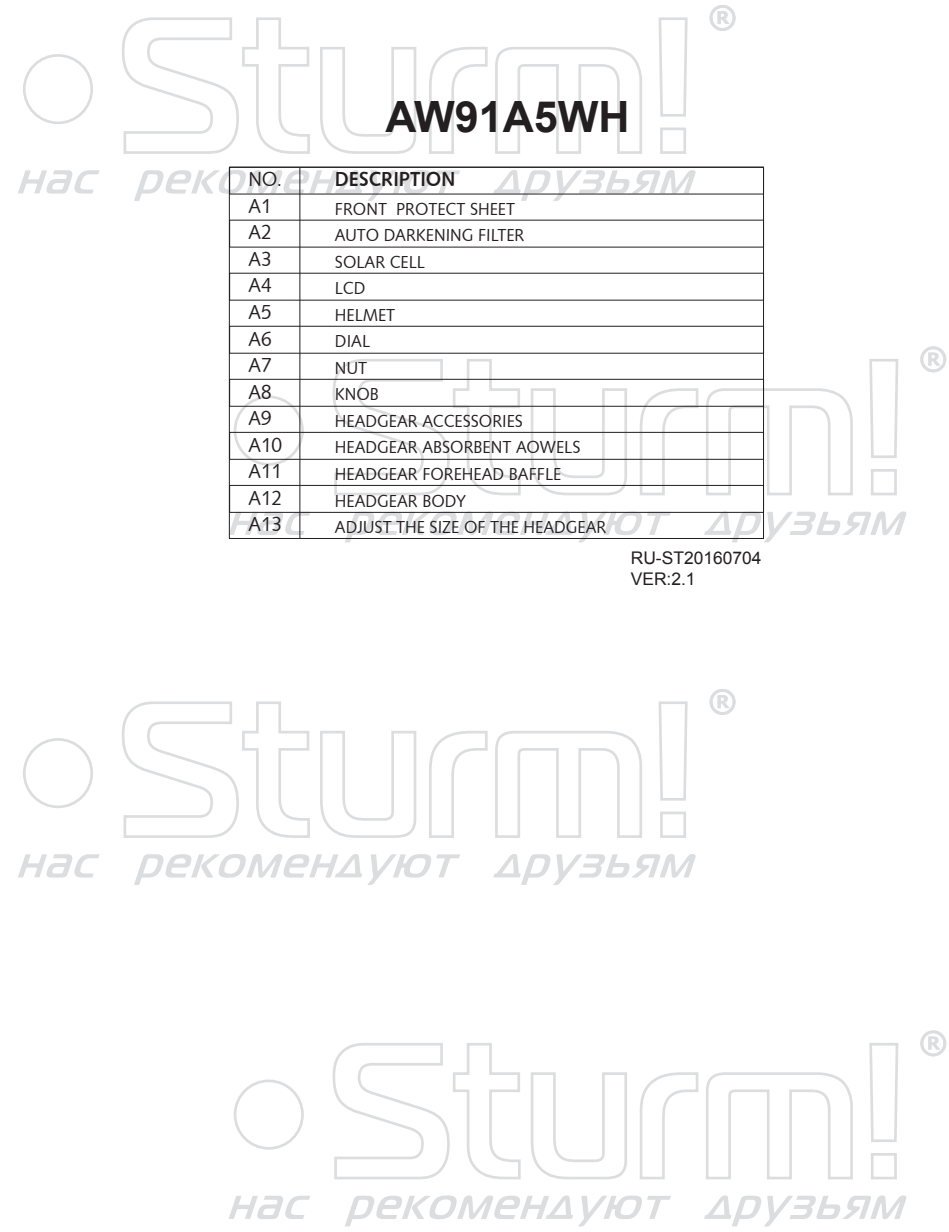 Sturm!®
AW91A5WH
нас рекомендуют друзьям
NO. DESCRIPTION
A1 FRONT PROTECT SHEET
A2 AUTO DARKENING FILTER
A3 SOLAR CELL
A4 LCD
A5 HELMET
A6 DIAL
A7 NUT
A8 KNOB
A9 HEADGEAR ACCESSORIES
A10 HEADGEAR ABSORBENT AOWELS
A11 HEADGEAR FOREHEAD BAFFLE
A12 HEADGEAR BODY
A13 ADJUST THE SIZE OF THE HEADGEAR
Sturm!®
нас рекомендуют друзьям
RU-ST20160704
VER:2.1
Sturm!®
нас рекомендуют друзьям
Sturm!®
нас рекомендуют друзьям